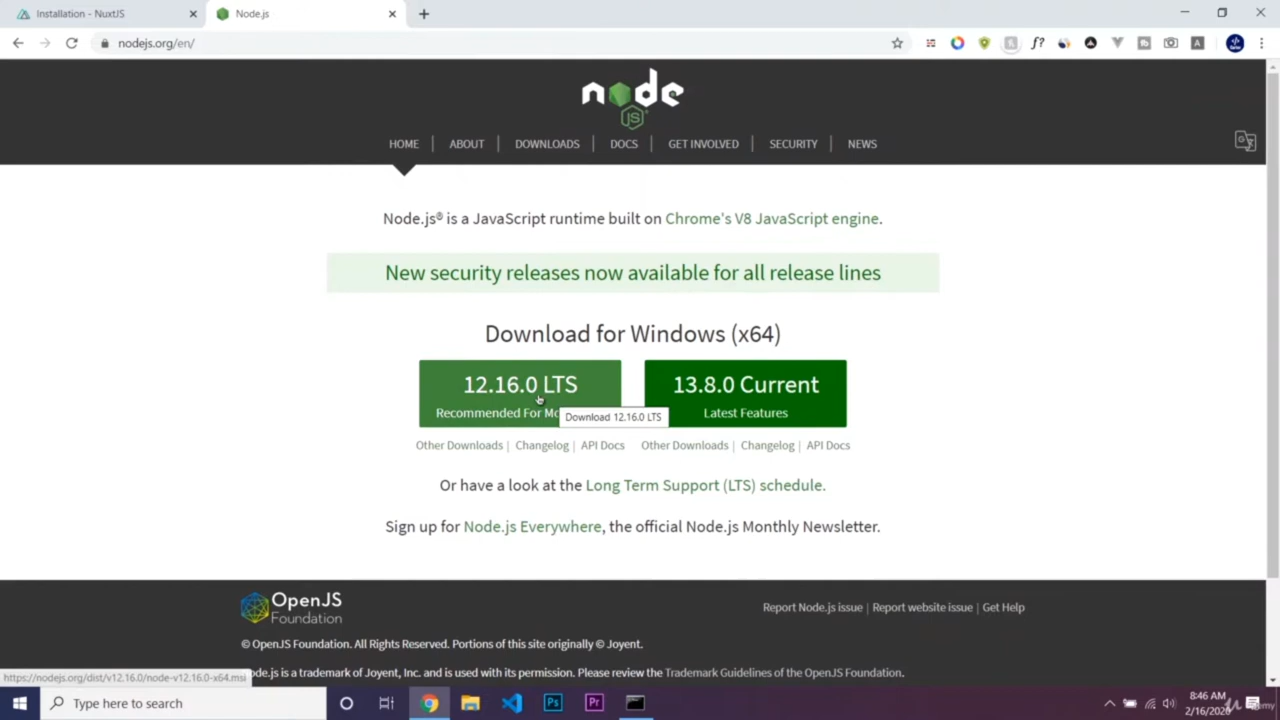 Installation - NuxtJS
Node.js
nodejs.org/en/
f?
A
node
JS
HOME
ABOUT
DOWNLOADS
DOCS
GET INVOLVED
SECURITY
NEWS
Node.js® is a JavaScript runtime built on Chrome's V8 JavaScript engine.
New security releases now available for all release lines
Download for Windows (x64)
12.16.0 LTS
Recommended For Mo
Download 12.16.0 LTS
13.8.0 Current
Latest Features
Other Downloads | Changelog | API Docs
Other Downloads | Changelog | API Docs
Or have a look at the Long Term Support (LTS) schedule.
Sign up for Node.js Everywhere, the official Node.js Monthly Newsletter.
OpenJS
Foundation
Report Node.js issue | Report website issue | Get Help
© OpenJS Foundation. All Rights Reserved. Portions of this site originally © Joyent.
https://nodejs.org/dist/v12.16.0/node-v12.16.0-x64.msi
de.js is a trademark of Joyent, Inc. and is used with its permission. Please review the Trademark Guidelines of the OpenJS Foundation.
Type here to search
Ps
Pr
8:46 AM
2/16/2020